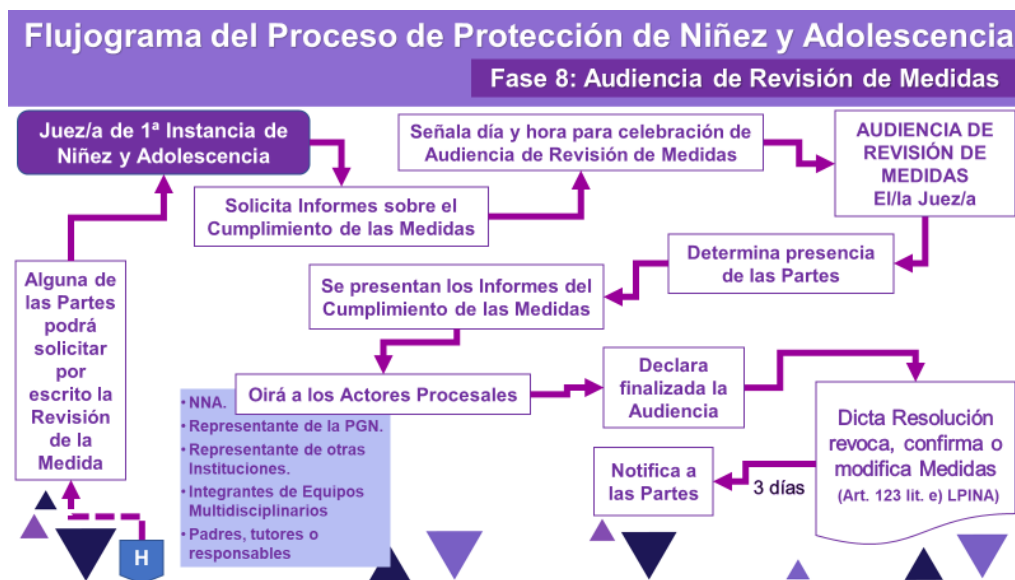 Flujograma del Proceso de Protección de Niñez y Adolescencia
Fase 8: Audiencia de Revisión de Medidas
Juez/a de 1ª Instancia de
Niñez y Adolescencia
Señala día y hora para celebración de
Audiencia de Revisión de Medidas
AUDIENCIA DE
REVISIÓN DE
MEDIDAS
El/la Juez/a
Solicita Informes sobre el
Cumplimiento de las Medidas
Determina presencia
de las Partes
Alguna de
las Partes
podrá
solicitar
por
escrito la
Revisión
de la
Medida
Se presentan los Informes del
Cumplimiento de las Medidas
Oirá a los Actores Procesales
• NNA.
• Representante de la PGN.
• Representante de otras
Instituciones.
• Integrantes de Equipos
Multidisciplinarios
• Padres, tutores o
responsables
Declara
finalizada la
Audiencia
Dicta Resolución
revoca, confirma o
modifica Medidas
(Art. 123 lit. e) LPINA)
3 días
Notifica a
las Partes
H